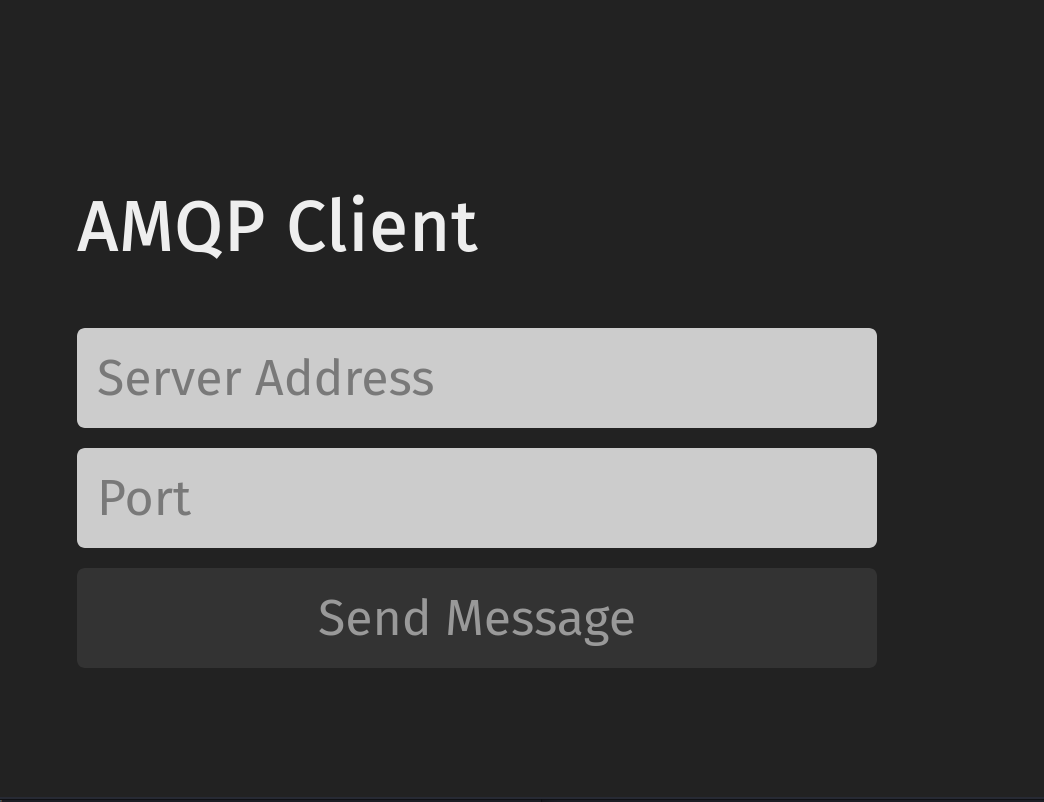 AMQP Client
Server Address
Port
Send Message